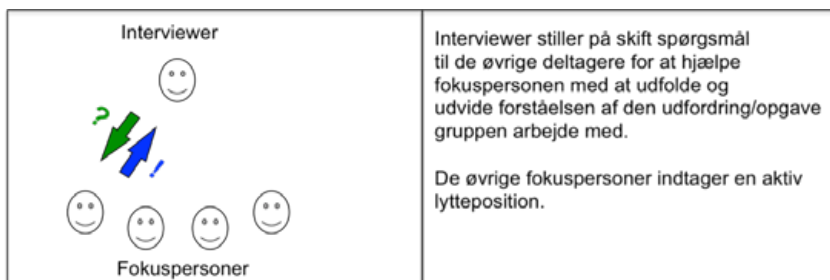 Interviewer
?
!
Fokuspersoner
Interviewer stiller på skift spørgsmål
til de øvrige deltagere for at hjælpe
fokuspersonen med at udfolde og
udvide forståelsen af den udfordring/opgave
gruppen arbejde med.
De øvrige fokuspersoner indtager en aktiv
lytteposition.